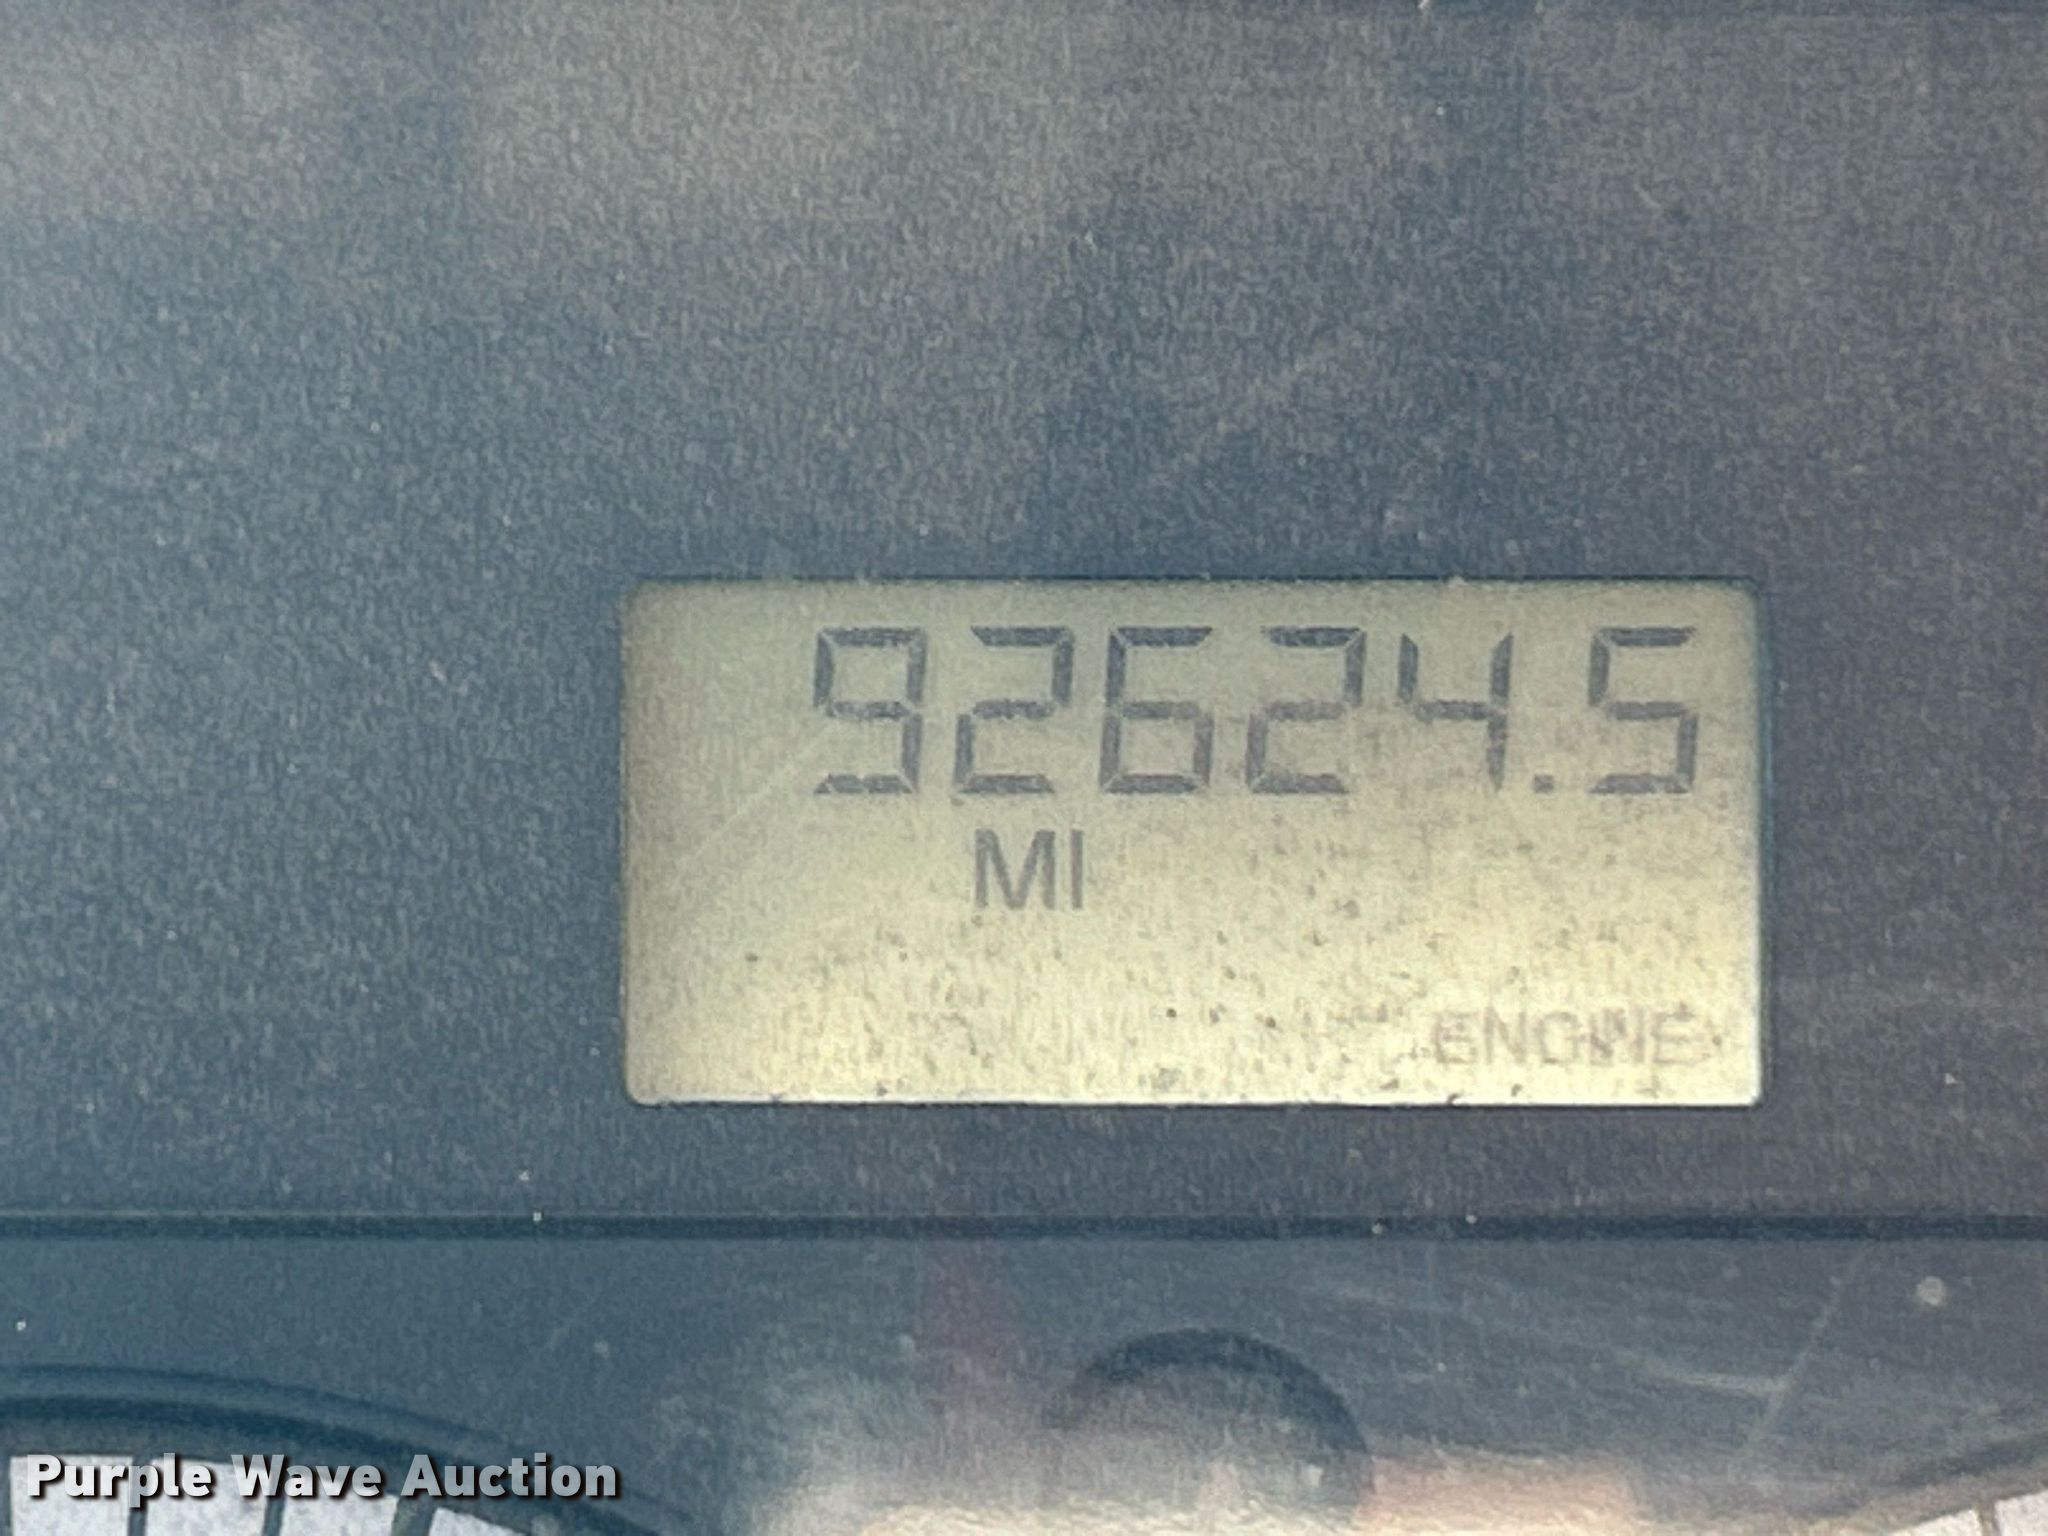 92624.5
MI
ENGINE
Purple Wave Auction